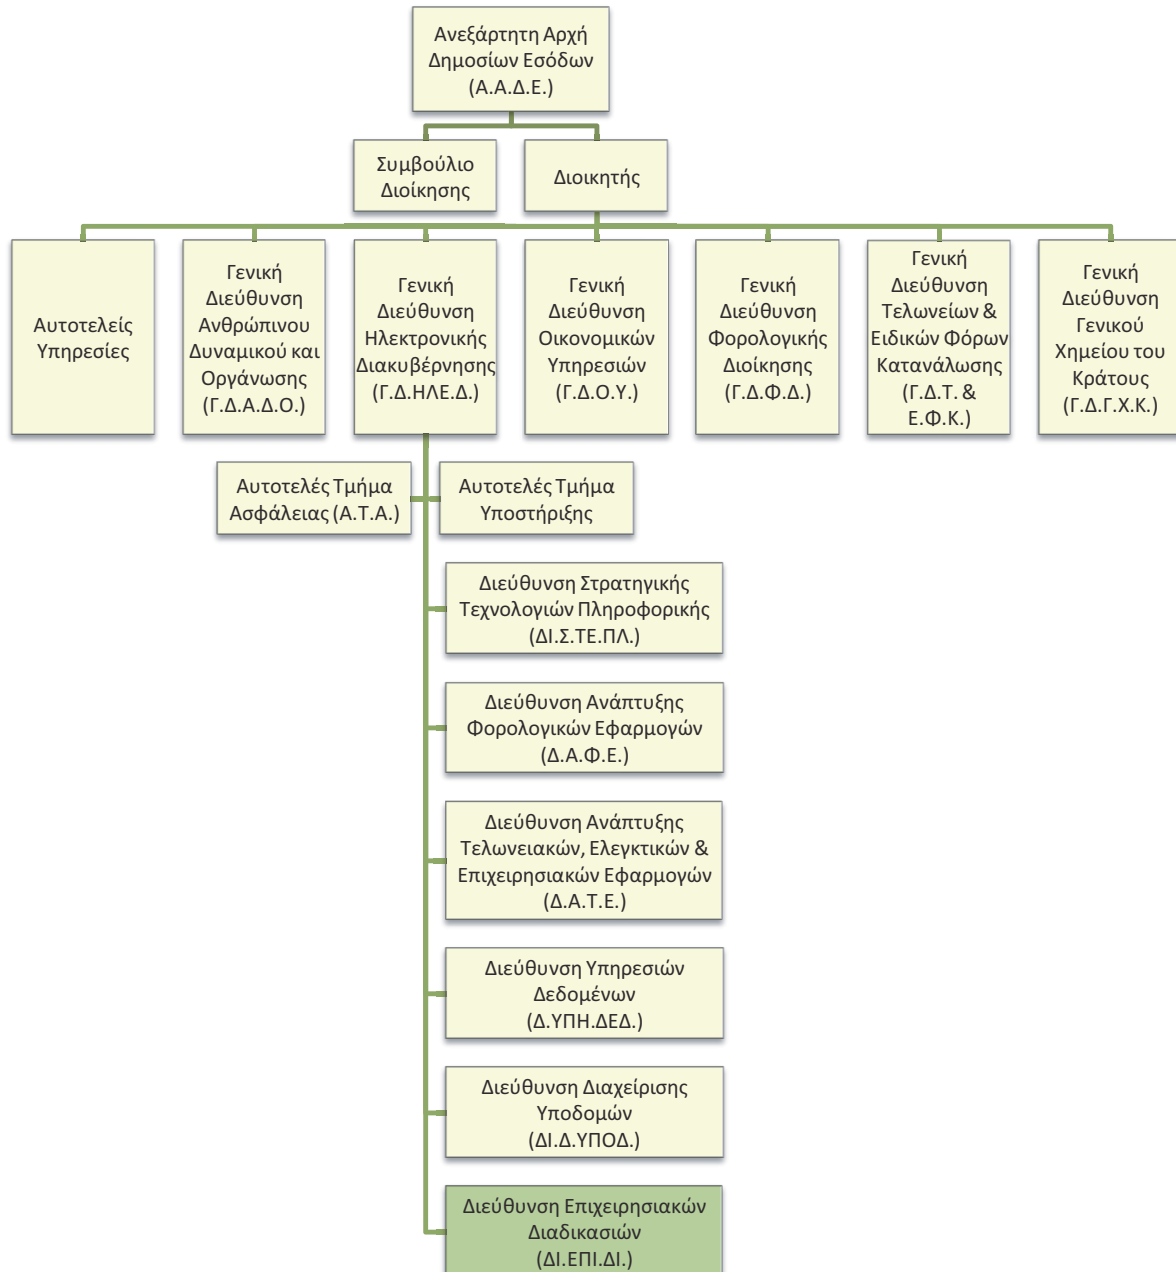 Ανεξάρτητη Αρχή
Δημοσίων Εσόδων
(Α.Α.Δ.Ε.)
Συμβούλιο
Διοίκησης
Διοικητής
Αυτοτελείς
Υπηρεσίες
Γενική
Διεύθυνση
Ανθρώπινου
Δυναμικού και
Οργάνωσης
(Γ.Δ.Α.Δ.Ο.)
Γενική
Διεύθυνση
Ηλεκτρονικής
Διακυβέρνησης
(Γ.Δ.ΗΛΕ.Δ.)
Γενική
Διεύθυνση
Οικονομικών
Υπηρεσιών
(Γ.Δ.Ο.Υ.)
Γενική
Διεύθυνση
Φορολογικής
Διοίκησης
(Γ.Δ.Φ.Δ.)
Γενική
Διεύθυνση
Τελωνείων &
Ειδικών Φόρων
Κατανάλωσης
(Γ.Δ.Τ. &
Ε.Φ.Κ.)
Γενική
Διεύθυνση
Γενικού
Χημείου του
Κράτους
(Γ.Δ.Γ.Χ.Κ.)
Αυτοτελές Τμήμα
Ασφάλειας (Α.Τ.Α.)
Αυτοτελές Τμήμα
Υποστήριξης
Διεύθυνση Στρατηγικής
Τεχνολογιών Πληροφορικής
(ΔΙ.Σ.ΤΕ.ΠΛ.)
Διεύθυνση Ανάπτυξης
Φορολογικών Εφαρμογών
(Δ.Α.Φ.Ε.)
Διεύθυνση Ανάπτυξης
Τελωνειακών, Ελεγκτικών &
Επιχειρησιακών Εφαρμογών
(Δ.Α.Τ.Ε.)
Διεύθυνση Υπηρεσιών
Δεδομένων
(Δ.ΥΠΗ.ΔΕΔ.)
Διεύθυνση Διαχείρισης
Υποδομών
(ΔΙ.Δ.ΥΠΟΔ.)
Διεύθυνση Επιχειρησιακών
Διαδικασιών
(ΔΙ.ΕΠΙ.ΔΙ.)